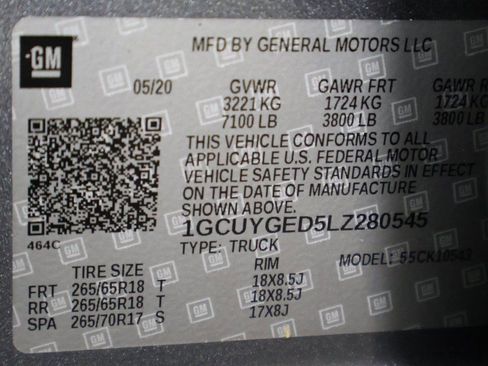 GM
MFD BY GENERAL MOTORS LLC
05/20 GVWR GAWR FRT GAWR
3221 KG 1724 KG 1724 KG
7100 LB 3800 LB 3800 LB
THIS VEHICLE CONFORMS TO ALL
APPLICABLE U.S. FEDERAL MOTOR
VEHICLE SAFETY STANDARDS IN EFFECT
ON THE DATE OF MANUFACTURE
SHOWN ABOVE.
1GCUYGED5LZ280545
464C TYPE: TRUCK
TIRE SIZE RIM MODEL:
FRT 265/65R18 T 18X8.5J
RR 265/65R18 T 18X8.5J
SPA 265/70R17 S 17X8J